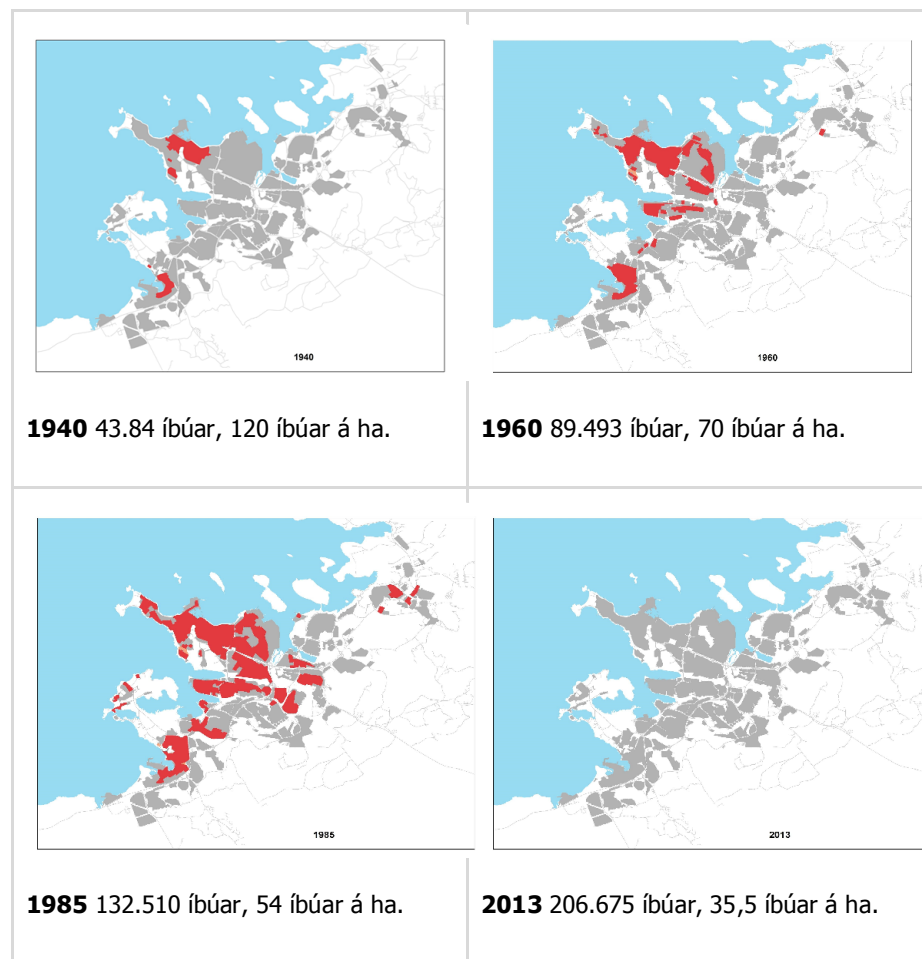 1940
1960
1940 43.84 íbúar, 120 íbúar á ha.
1960 89.493 íbúar, 70 íbúar á ha.
1985
2013
1985 132.510 íbúar, 54 íbúar á ha.
2013 206.675 íbúar, 35,5 íbúar á ha.